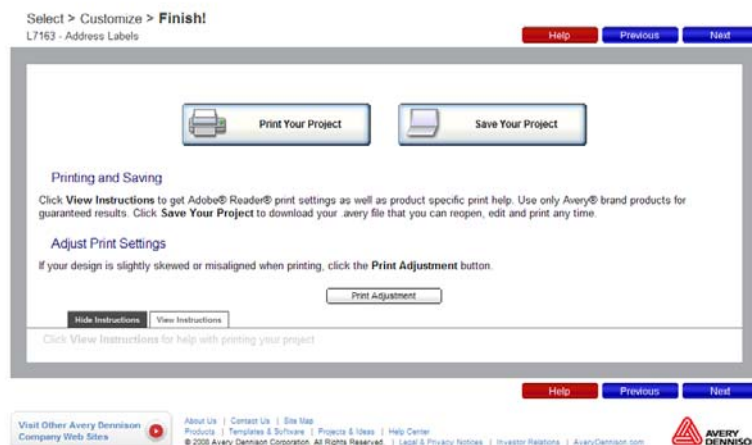 Select > Customize > Finish!
L7163 - Address Labels
Help Previous Next
Print Your Project Save Your Project
Printing and Saving
Click View Instructions to get Adobe® Reader® print settings as well as product specific print help. Use only Avery® brand products for
guaranteed results. Click Save Your Project to download your .avery file that you can reopen, edit and print any time.
Adjust Print Settings
If your design is slightly skewed or misaligned when printing, click the Print Adjustment button.
Print Adjustment
Hide Instructions View Instructions
Click View Instructions for help with printing your project
Help Previous Next
Visit Other Avery Dennison
Company Web Sites
About Us | Contact Us | Site Map
Products | Templates & Software | Projects & Ideas | Help Center
© 2008 Avery Dennison Corporation. All Rights Reserved. | Legal & Privacy Notices | Investor Relations | AveryDennison.com
AVERY
DENNISO